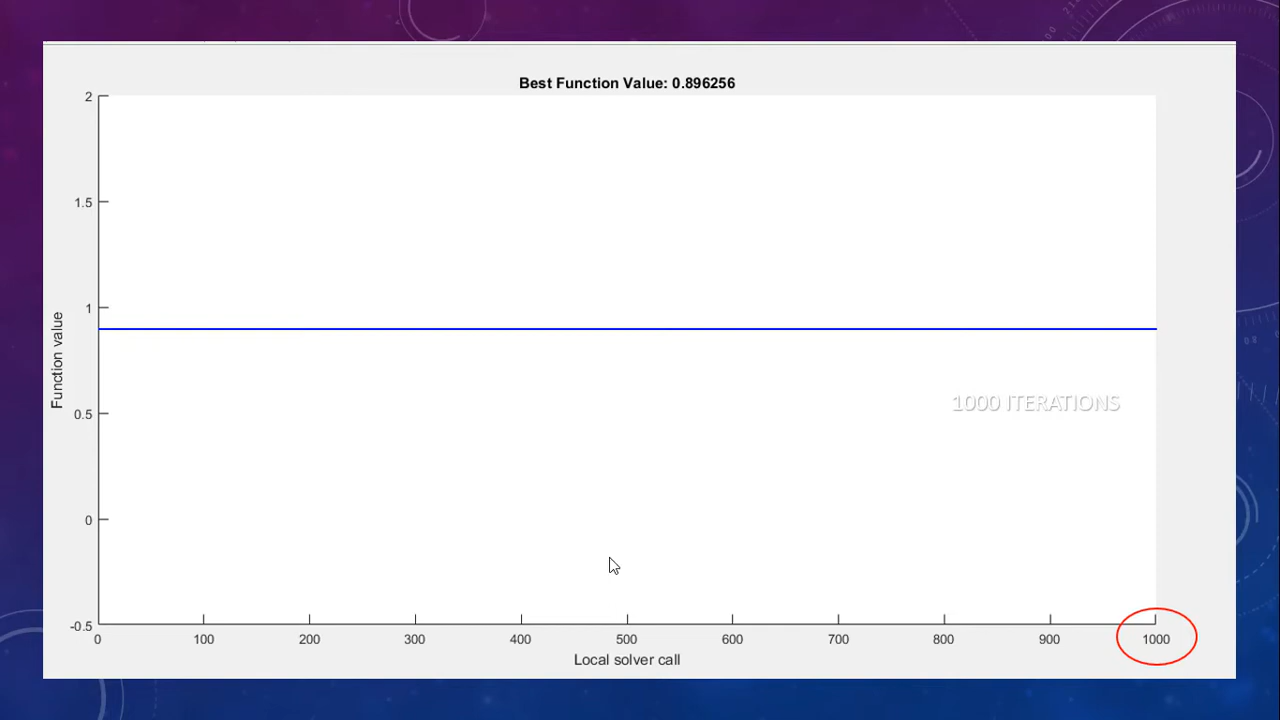 Best Function Value: 0.896256
2
1.5
1
0.5
0
-0.5
Function value
1000 ITERATIONS
0 100 200 300 400 500 600 700 800 900 1000
Local solver call